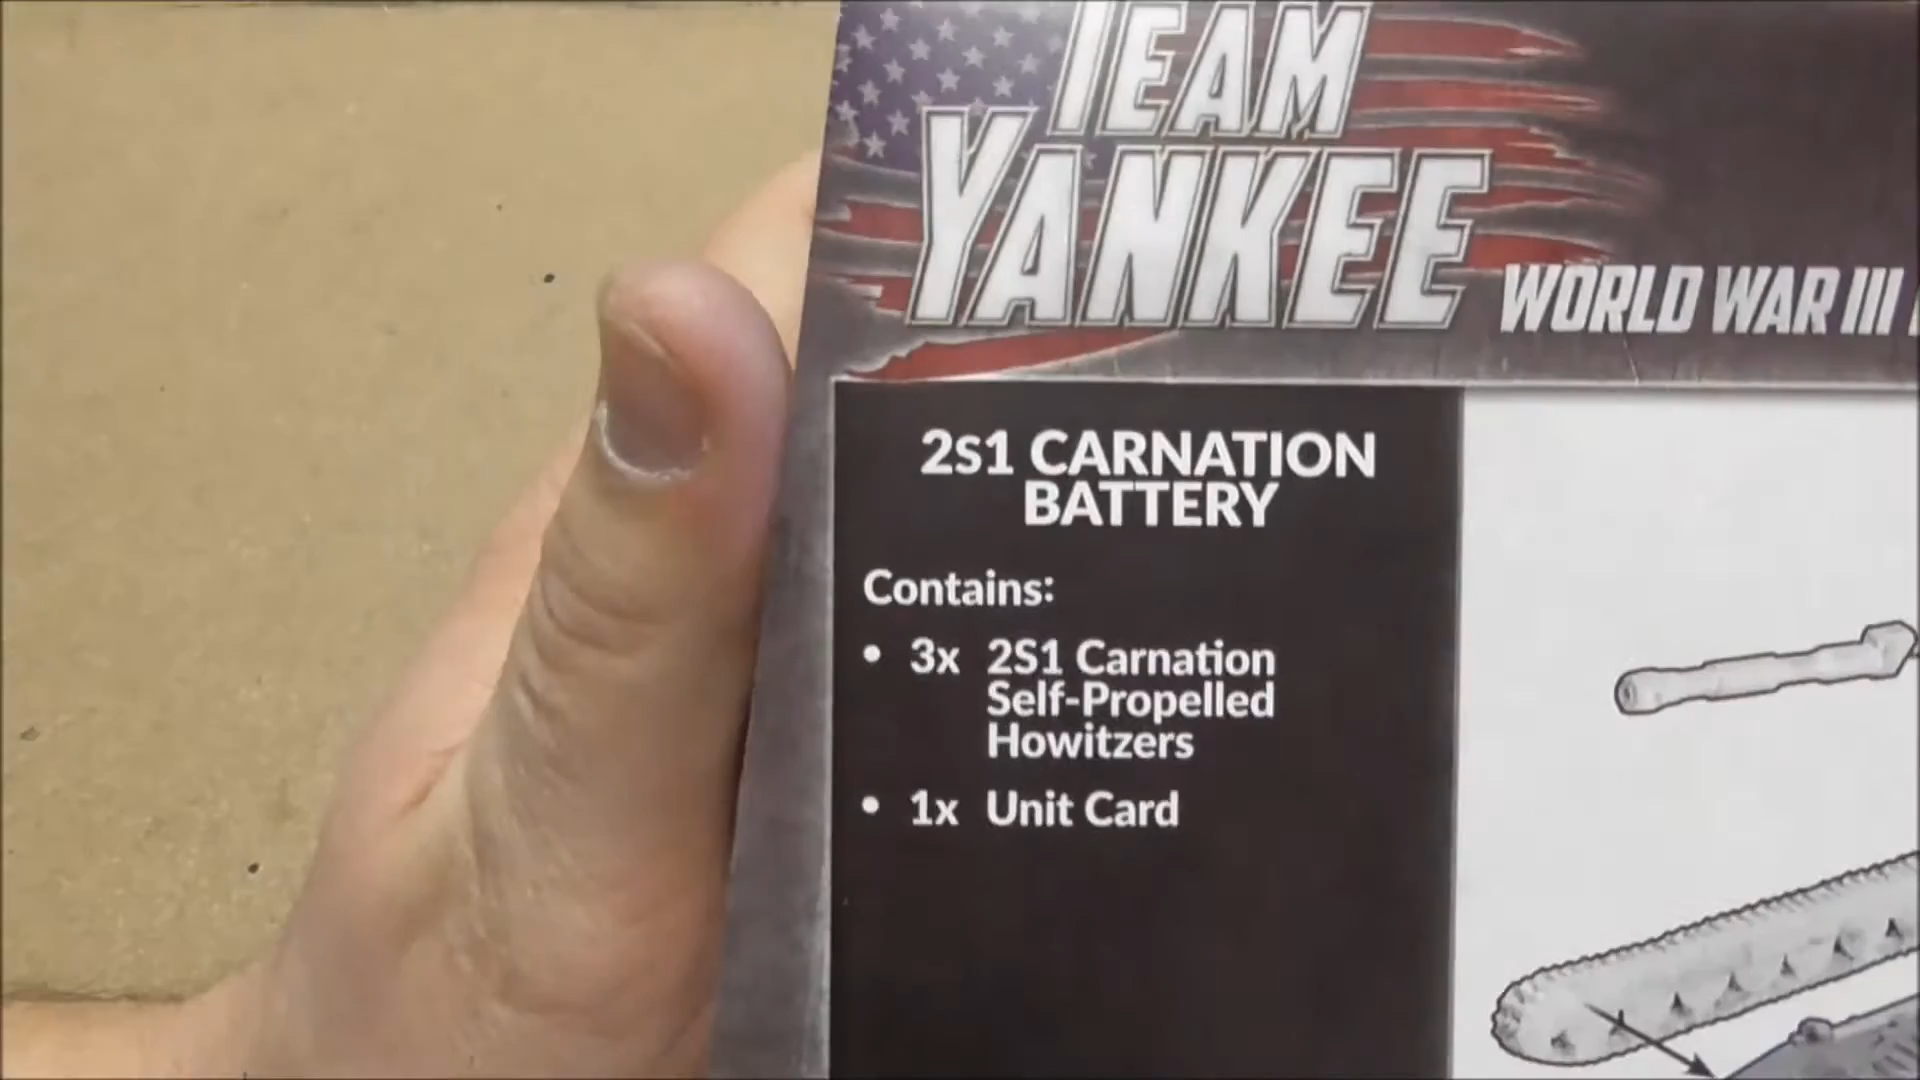 TEAM
YANKEE
WORLD WAR III
2S1 CARNATION
BATTERY
Contains:
• 3x 2S1 Carnation
Self-Propelled
Howitzers
• 1x Unit Card